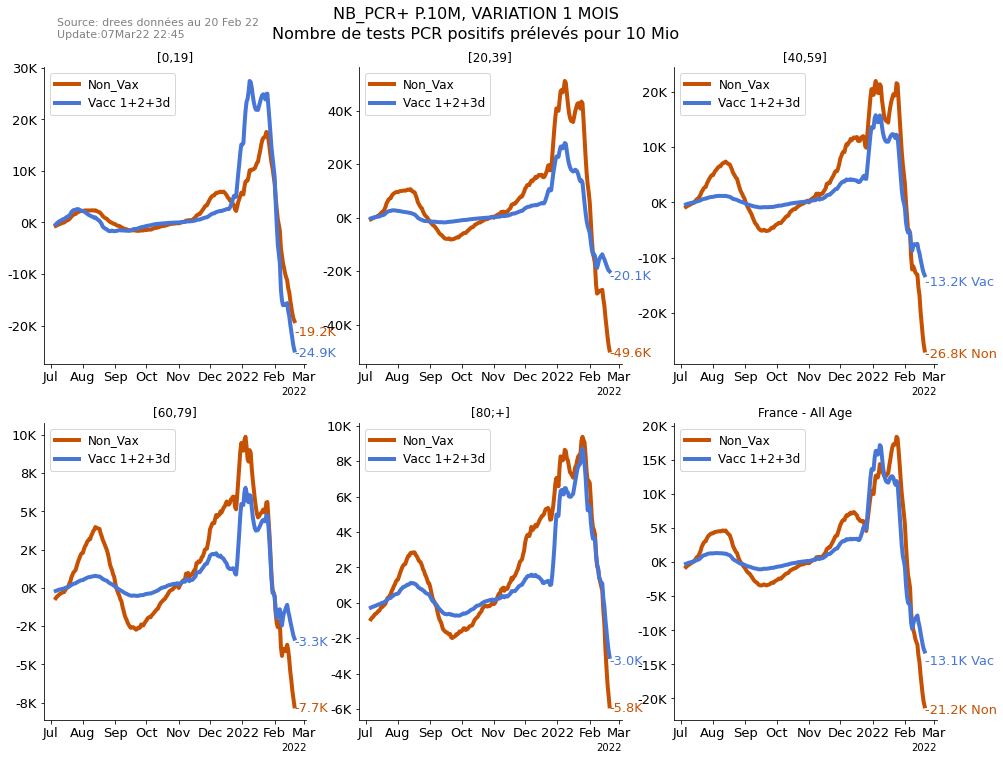 NB_PCR+ P.10M, VARIATION 1 MOIS
Source: drees données au 20 Feb 22
Update:07Mar22 22:45
Nombre de tests PCR positifs prélevés pour 10 Mio
[0,19]
Non_Vax
Vacc 1+2+3d
30K
20K
10K
0K
-10K
-20K
-19.2K
-24.9K
Jul Aug Sep Oct Nov Dec 2022 Feb Mar
2022
[20,39]
Non_Vax
Vacc 1+2+3d
40K
20K
0K
-20K
-40K
-20.1K
-49.6K
Jul Aug Sep Oct Nov Dec 2022 Feb Mar
2022
[40,59]
Non_Vax
Vacc 1+2+3d
20K
10K
0K
-10K
-20K
-13.2K Vac
-26.8K Non
Jul Aug Sep Oct Nov Dec 2022 Feb Mar
2022
[60,79]
Non_Vax
Vacc 1+2+3d
10K
8K
5K
2K
0K
-2K
-5K
-8K
-3.3K
-7.7K
Jul Aug Sep Oct Nov Dec 2022 Feb Mar
2022
[80;+]
Non_Vax
Vacc 1+2+3d
10K
8K
6K
4K
2K
0K
-2K
-4K
-6K
-3.0K
-5.8K
Jul Aug Sep Oct Nov Dec 2022 Feb Mar
2022
France - All Age
Non_Vax
Vacc 1+2+3d
20K
15K
10K
5K
0K
-5K
-10K
-15K
-20K
-13.1K Vac
-21.2K Non
Jul Aug Sep Oct Nov Dec 2022 Feb Mar
2022